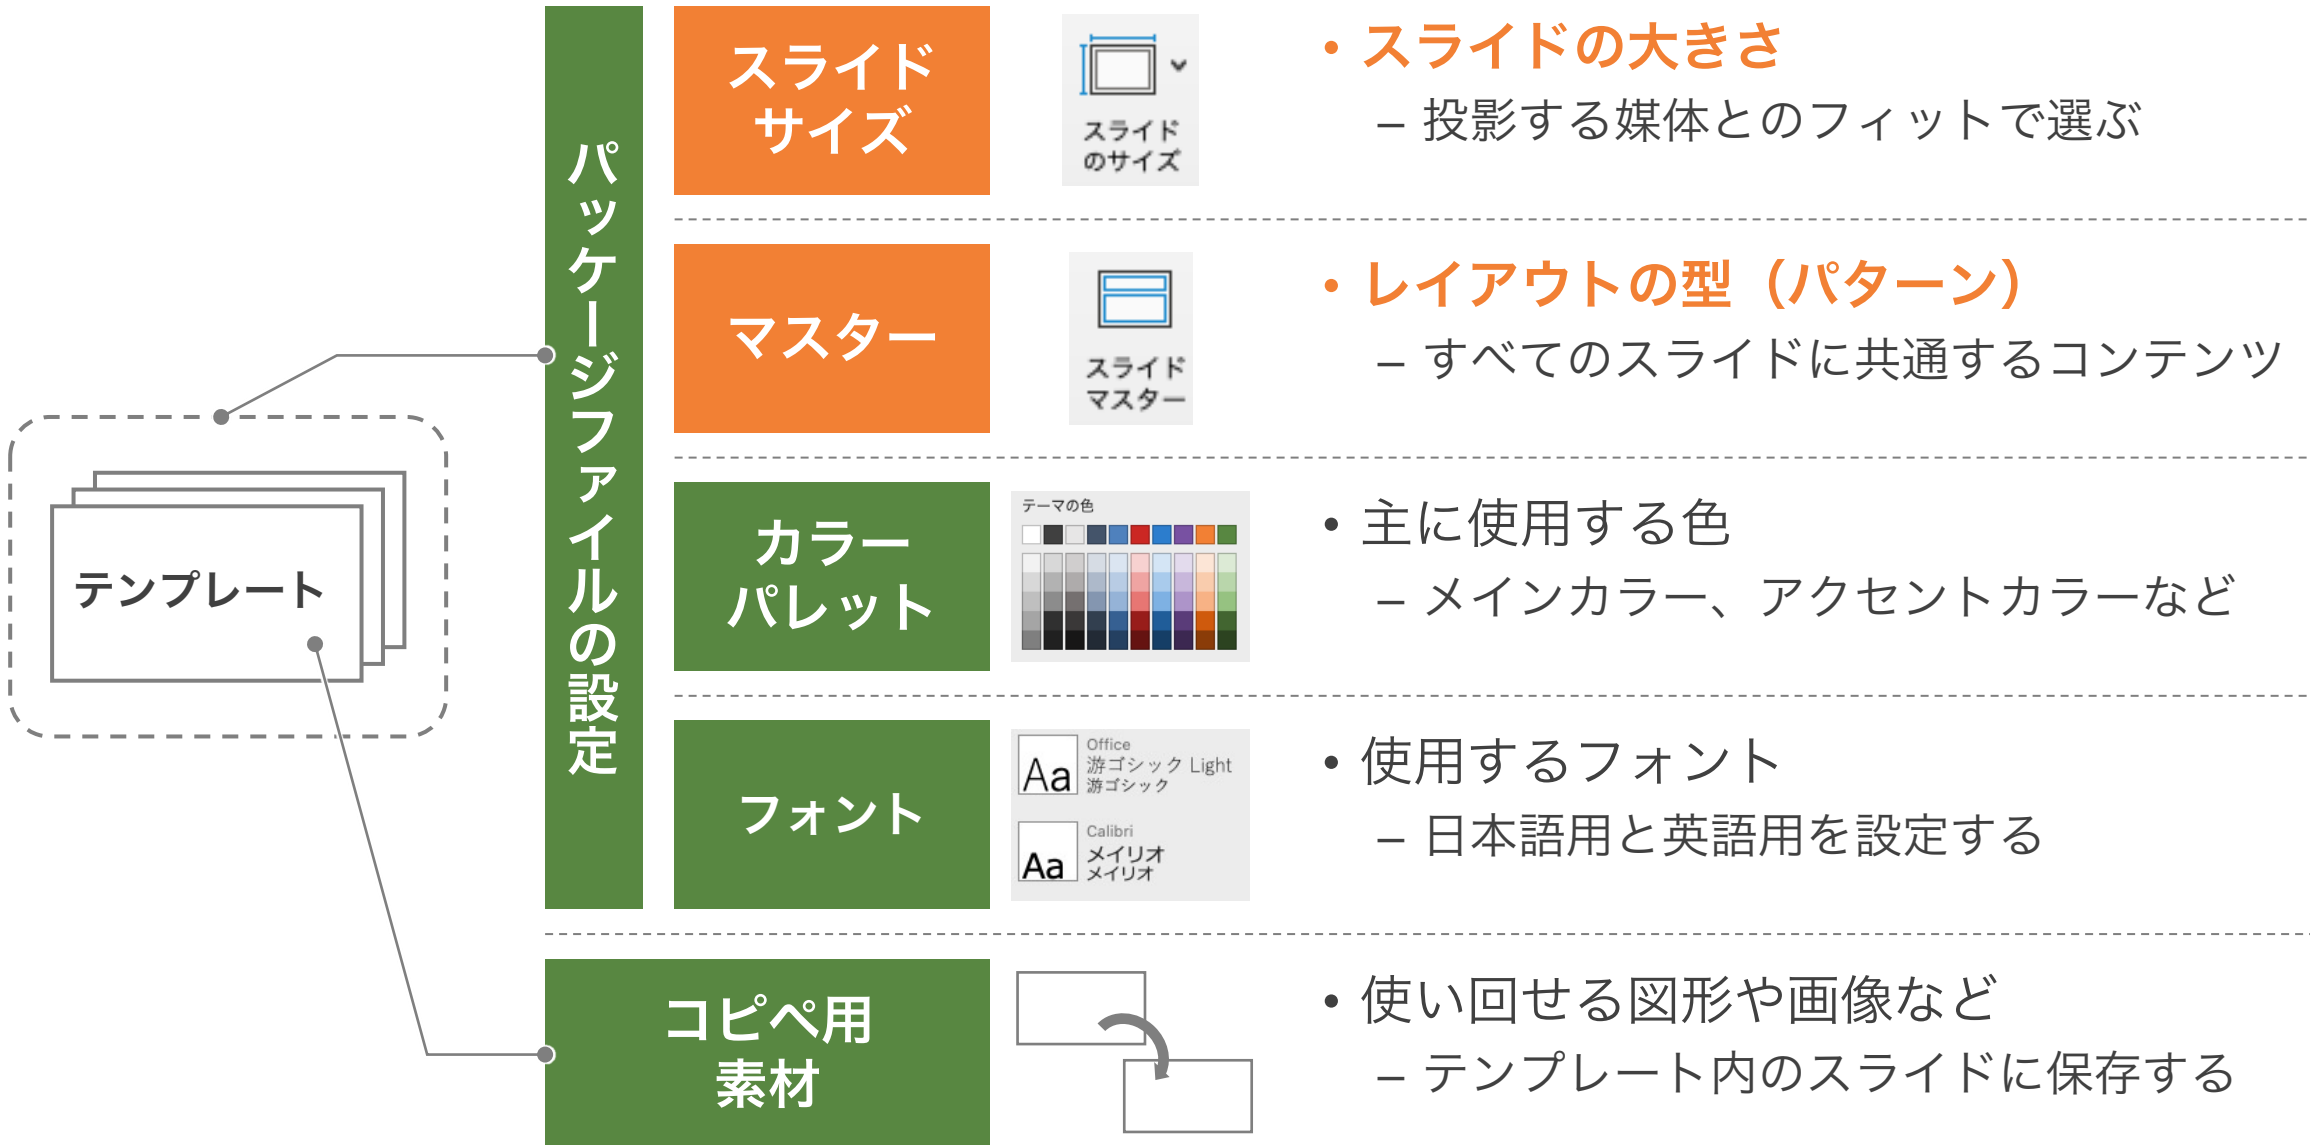 テンプレート
パッケージファイルの設定
スライド
サイズ
スライド
のサイズ
• スライドの大きさ
– 投影する媒体とのフィットで選ぶ
マスター
スライド
マスター
• レイアウトの型（パターン）
– すべてのスライドに共通するコンテンツ
カラー
パレット
テーマの色
• 主に使用する色
– メインカラー、アクセントカラーなど
フォント
Aa
Office
游ゴシック Light
游ゴシック
Aa
Calibri
メイリオ
メイリオ
• 使用するフォント
– 日本語用と英語用を設定する
コピペ用
素材
• 使い回せる図形や画像など
– テンプレート内のスライドに保存する